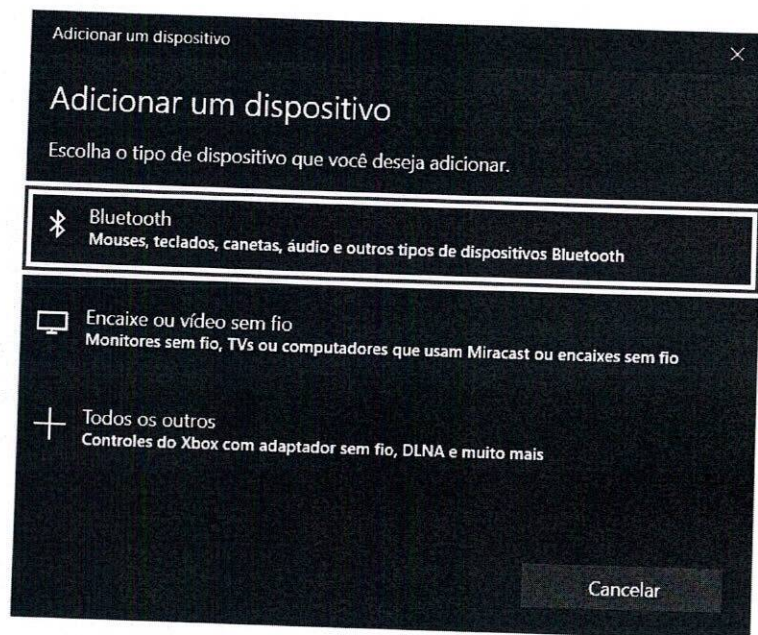 Adicionar um dispositivo
Adicionar um dispositivo
Escolha o tipo de dispositivo que você deseja adicionar.
Bluetooth
Mouses, teclados, canetas, áudio e outros tipos de dispositivos Bluetooth
Encaixe ou vídeo sem fio
Monitores sem fio, TVs ou computadores que usam Miracast ou encaixes sem fio
Todos os outros
Controles do Xbox com adaptador sem fio, DLNA e muito mais
Cancelar